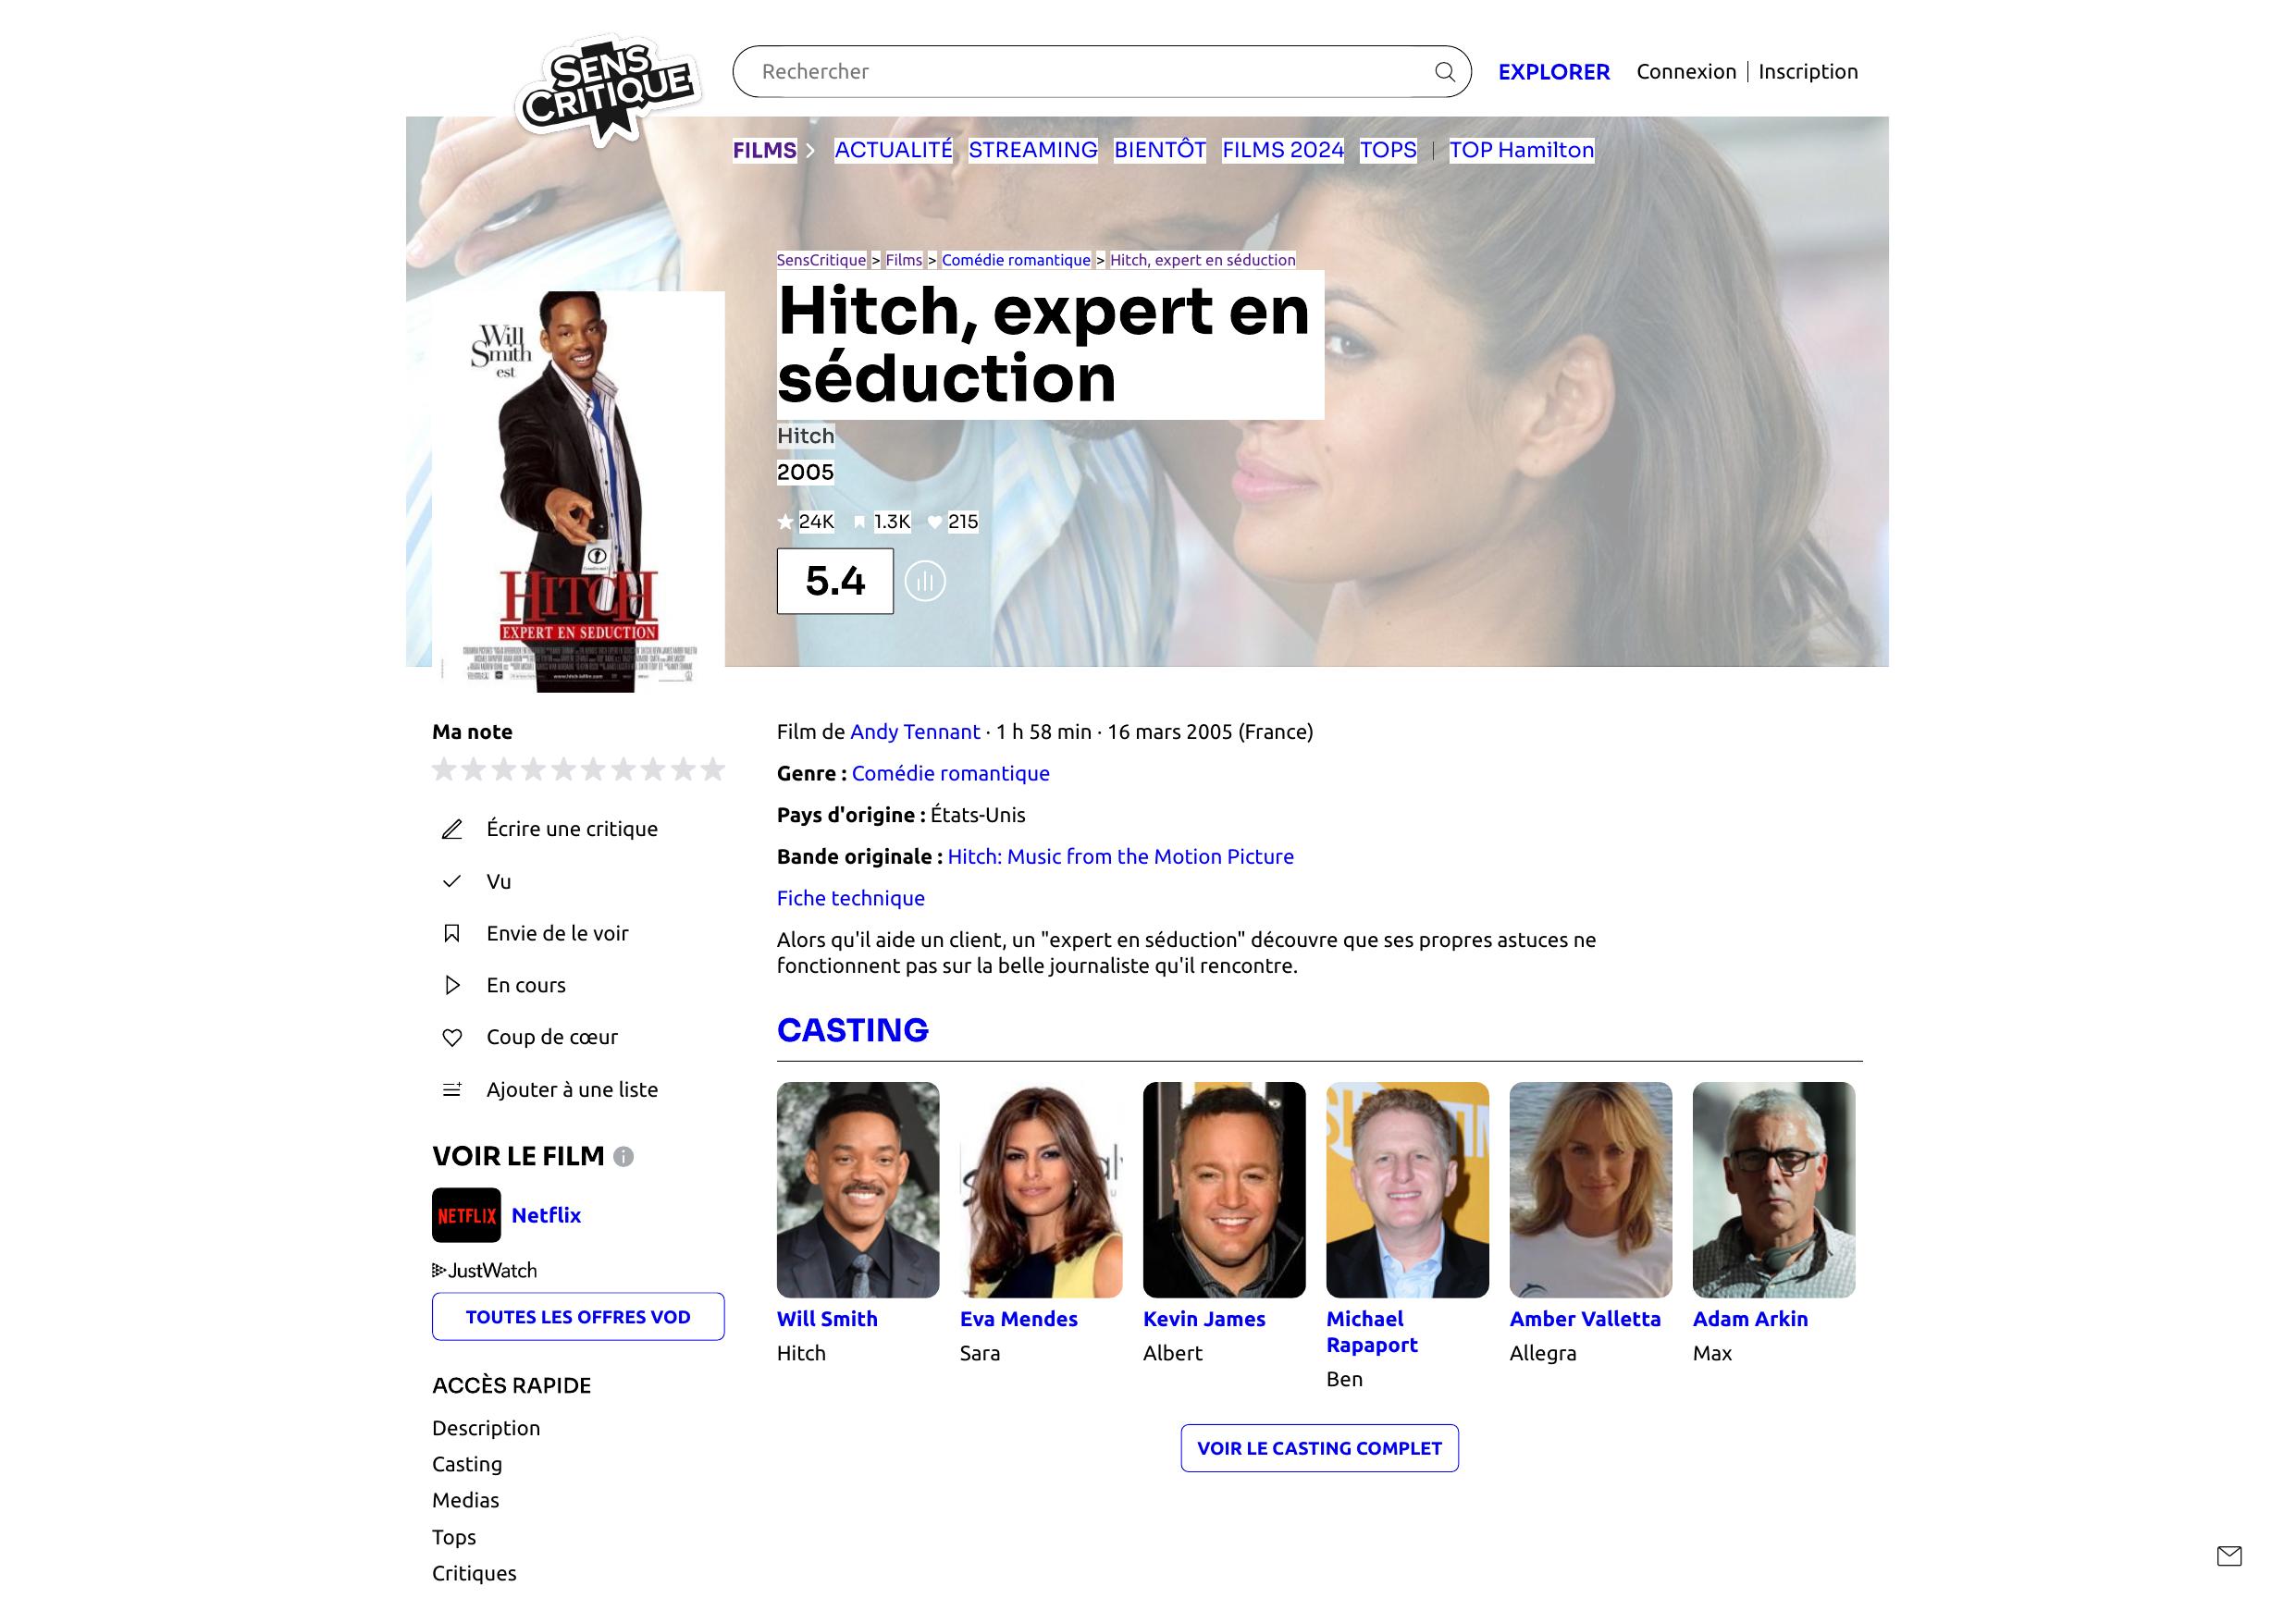 SENS
CRITIQUE
Rechercher
EXPLORER
Connexion | Inscription
FILMS
ACTUALITÉ
STREAMING
BIENTÔT
FILMS 2024
TOPS
|
TOP Hamilton
SensCritique > Films > Comédie romantique > Hitch, expert en séduction
Hitch, expert en
séduction
Hitch
2005
24K
1.3K
215
5.4
Will
Smith
est
HITCH
EXPERT EN SEDUCTION
Ma note
Écrire une critique
Vu
Envie de le voir
En cours
Coup de cœur
Ajouter à une liste
VOIR LE FILM
NETFLIX
Netflix
JustWatch
TOUTES LES OFFRES VOD
ACCÈS RAPIDE
Description
Casting
Medias
Tops
Critiques
Film de Andy Tennant · 1 h 58 min · 16 mars 2005 (France)
Genre : Comédie romantique
Pays d'origine : États-Unis
Bande originale : Hitch: Music from the Motion Picture
Fiche technique
Alors qu'il aide un client, un "expert en séduction" découvre que ses propres astuces ne
fonctionnent pas sur la belle journaliste qu'il rencontre.
CASTING
Will Smith
Hitch
Eva Mendes
Sara
Kevin James
Albert
Michael
Rapaport
Ben
Amber Valletta
Allegra
Adam Arkin
Max
VOIR LE CASTING COMPLET